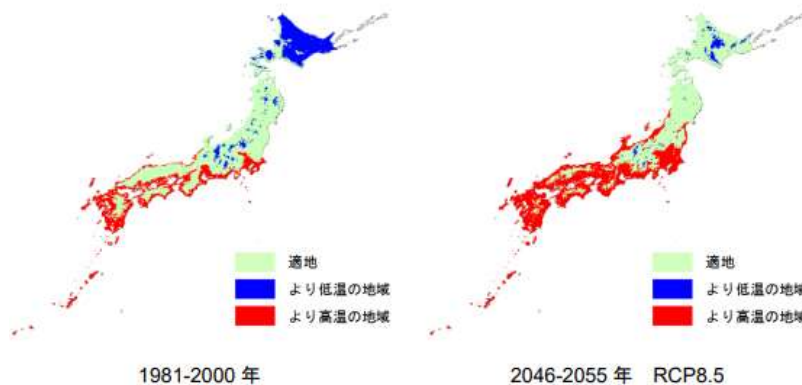 適地
より低温の地域
より高温の地域
1981-2000 年
適地
より低温の地域
より高温の地域
2046-2055 年 RCP8.5